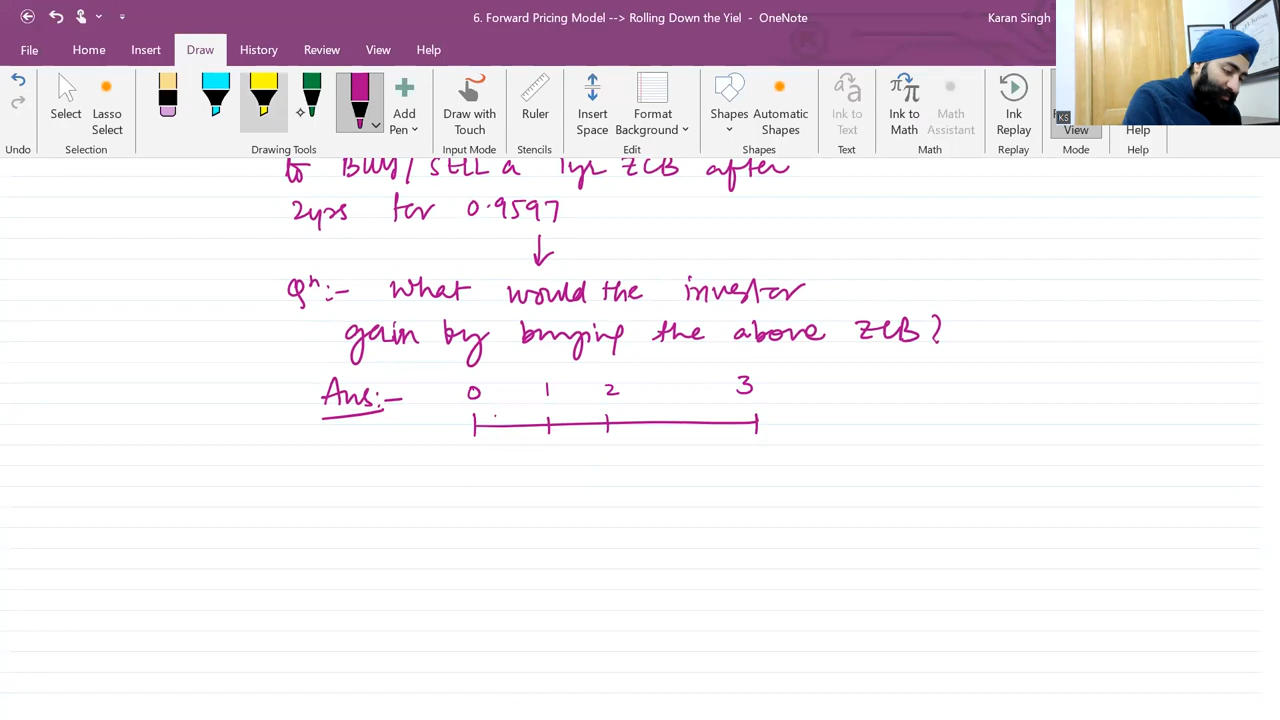 6. Forward Pricing Model --> Rolling Down the Yiel - OneNote
Karan Singh
File Home Insert Draw History Review View Help
Select
Lasso Select
Add Pen
Draw with Touch
Ruler
Insert Space
Format Background
Shapes
Automatic Shapes
Ink to Text
Ink to Math
Math Assistant
Ink Replay
View
Help
KS
Undo Selection Drawing Tools Input Mode Stencils Edit Shapes Text Math Replay Mode Help
to BUY/SELL a 1yr ZCB after
2yrs for 0.9597
Qn:- What would the investor
gain by buying the above ZCB?
Ans:- 0 1 2 3